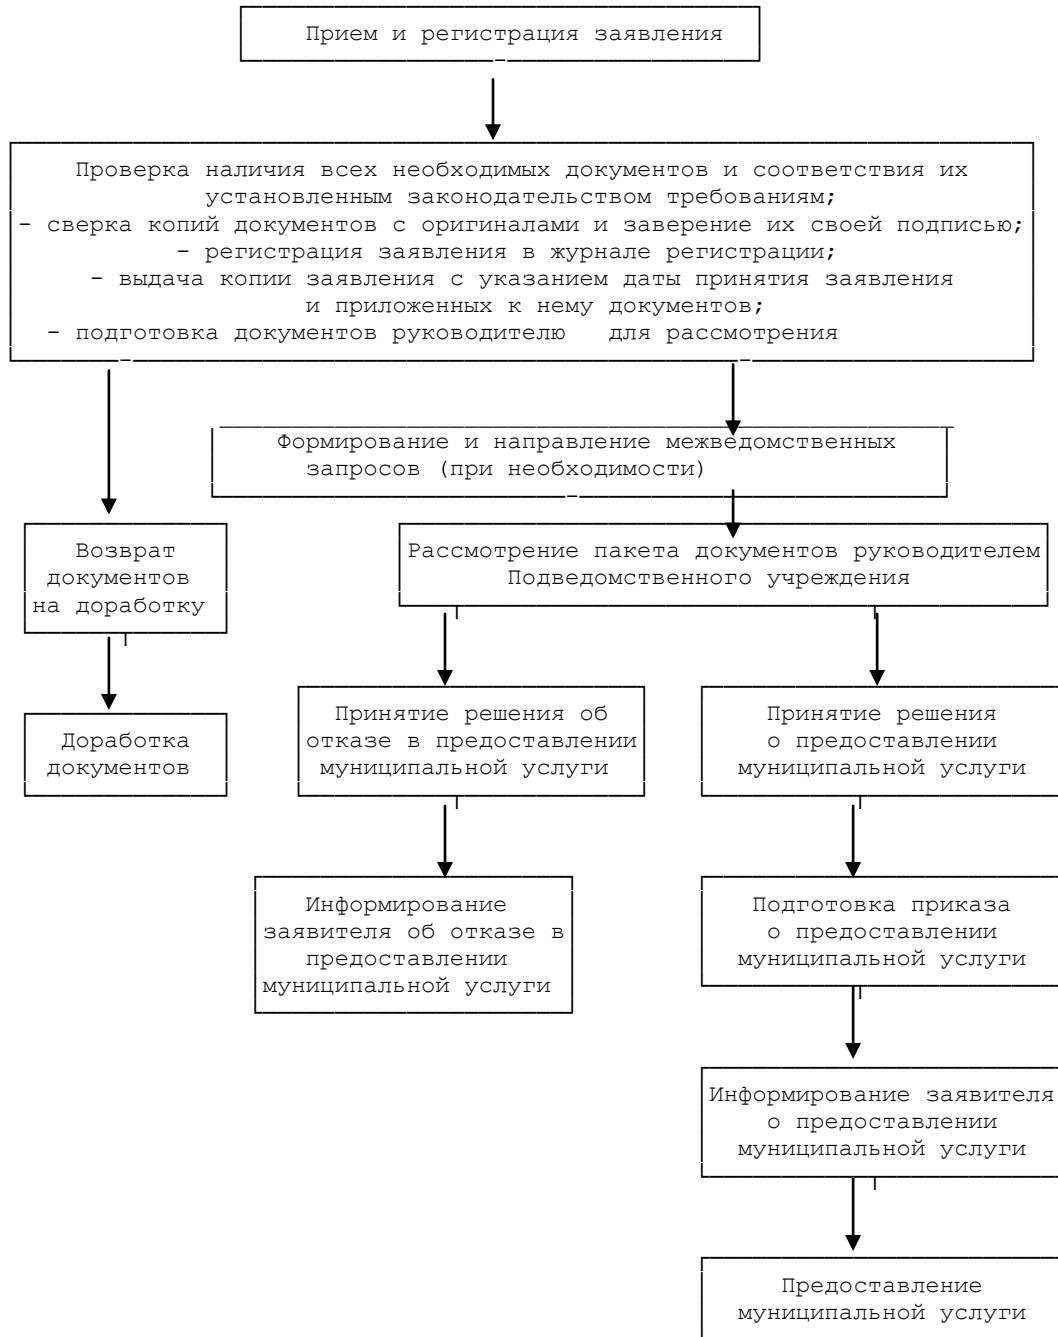 Прием и регистрация заявления
Проверка наличия всех необходимых документов и соответствия их
установленным законодательством требованиям;
- сверка копий документов с оригиналами и заверение их своей подписью;
- регистрация заявления в журнале регистрации;
- выдача копии заявления с указанием даты принятия заявления
и приложенных к нему документов;
- подготовка документов руководителю для рассмотрения
Формирование и направление межведомственных
запросов (при необходимости)
Возврат
документов
на доработку
Рассмотрение пакета документов руководителем
Подведомственного учреждения
Доработка
документов
Принятие решения об
отказе в предоставлении
муниципальной услуги
Принятие решения
о предоставлении
муниципальной услуги
Информирование
заявителя об отказе в
предоставлении
муниципальной услуги
Подготовка приказа
о предоставлении
муниципальной услуги
Информирование заявителя
о предоставлении
муниципальной услуги
Предоставление
муниципальной услуги